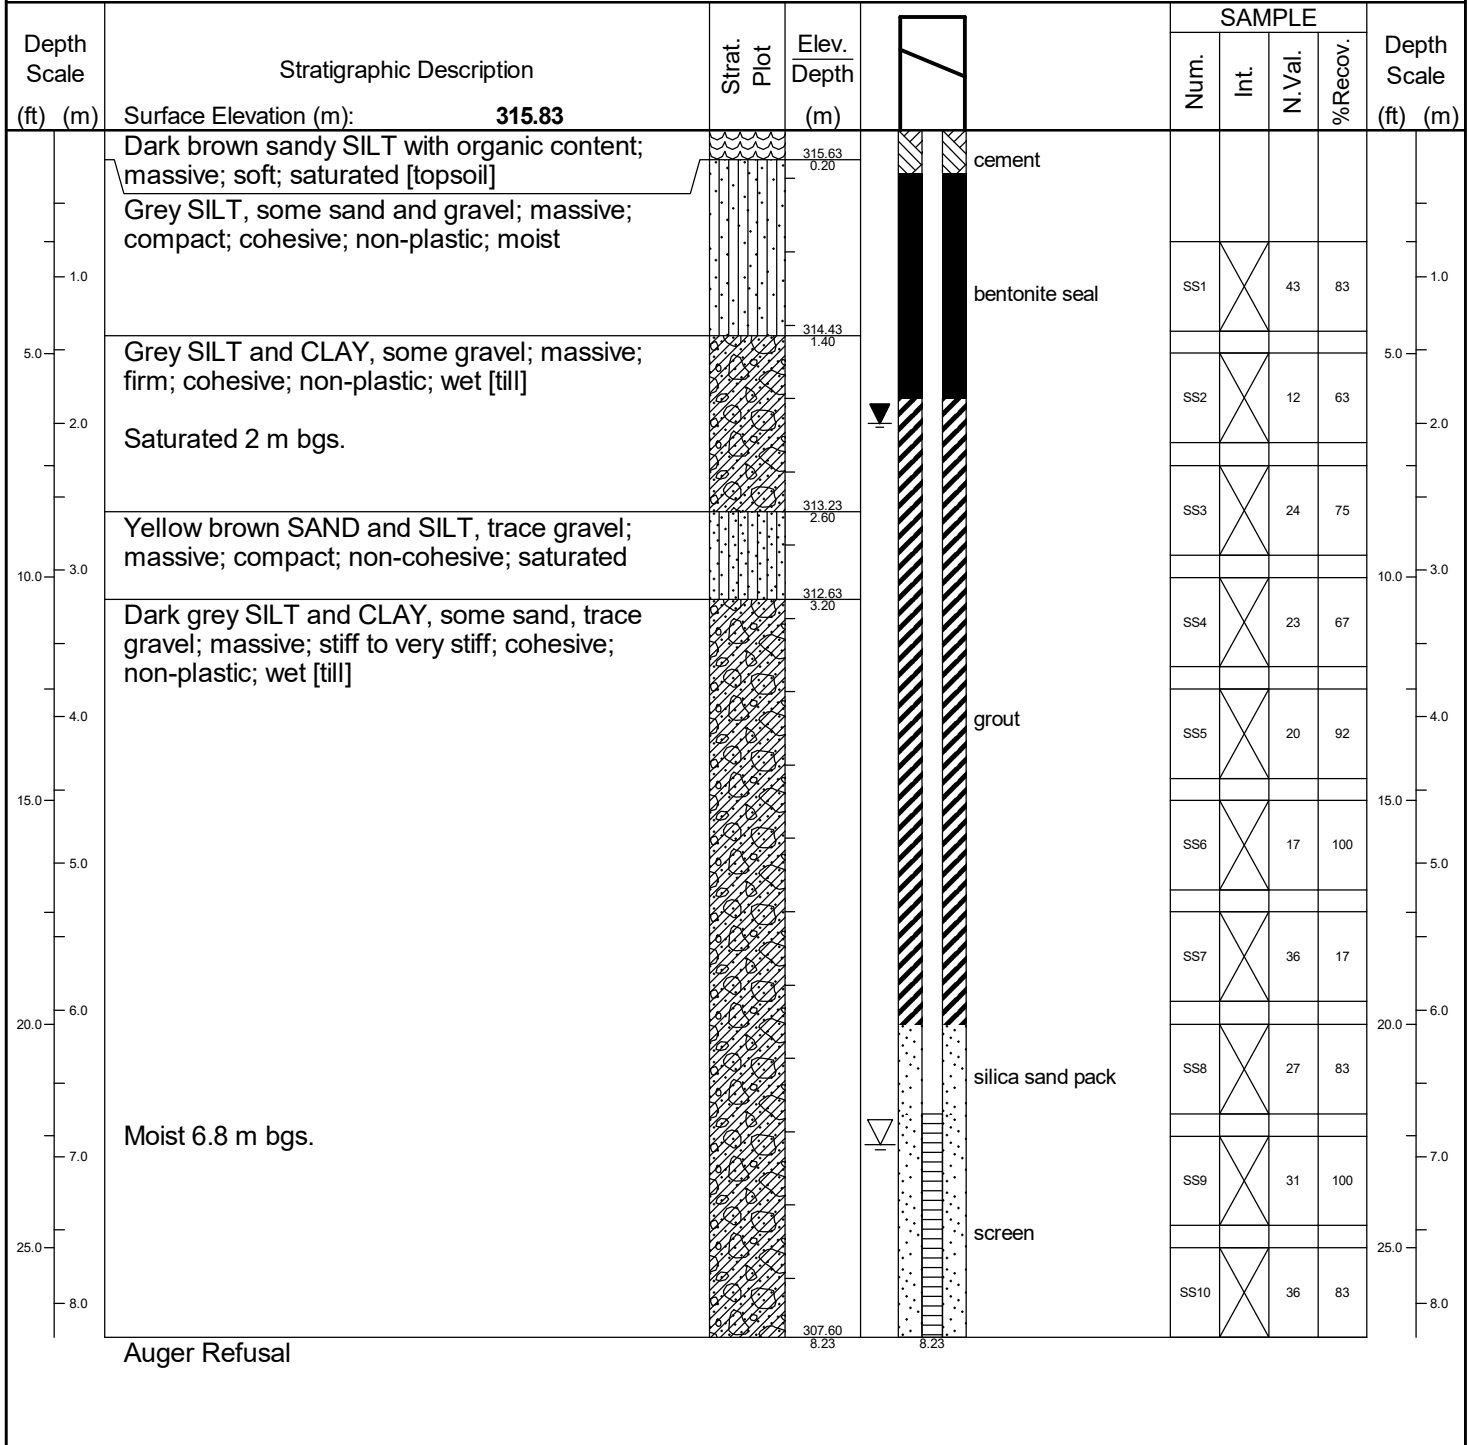 SAMPLE
Depth Scale
Stratigraphic Description
Strat. Plot
Elev. Depth
Num.
Int.
N.Val.
%Recov.
Depth Scale
(ft) (m)
Surface Elevation (m): 315.83
(m)
(ft) (m)
Dark brown sandy SILT with organic content;
massive; soft; saturated [topsoil]
315.63
0.20
cement
Grey SILT, some sand and gravel; massive;
compact; cohesive; non-plastic; moist
1.0
bentonite seal
SS1 43 83
1.0
314.43
1.40
5.0
Grey SILT and CLAY, some gravel; massive;
firm; cohesive; non-plastic; wet [till]
5.0
SS2 12 63
2.0
Saturated 2 m bgs.
2.0
313.23
2.60
SS3 24 75
Yellow brown SAND and SILT, trace gravel;
massive; compact; non-cohesive; saturated
10.0
3.0
10.0
3.0
312.63
3.20
Dark grey SILT and CLAY, some sand, trace
gravel; massive; stiff to very stiff; cohesive;
non-plastic; wet [till]
SS4 23 67
4.0
grout
SS5 20 92
4.0
15.0
15.0
SS6 17 100
5.0
5.0
SS7 36 17
6.0
6.0
20.0
20.0
silica sand pack
SS8 27 83
Moist 6.8 m bgs.
7.0
7.0
SS9 31 100
screen
25.0
25.0
SS10 36 83
8.0
8.0
307.60
8.23
8.23
Auger Refusal